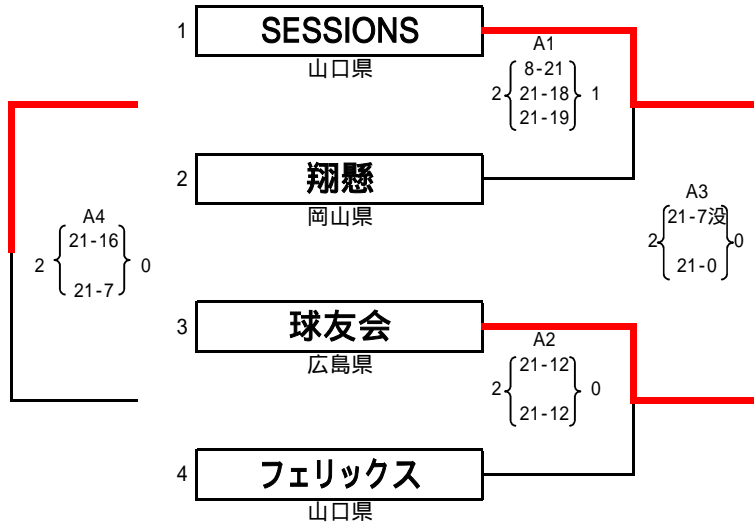 1 SESSIONS
山口県
A1
8-21
2 21-18 1
21-19
2 翔懸
岡山県
A4
21-16
2 0
21-7
A3
21-7没
2 0
21-0
3 球友会
広島県
A2
21-12
2 0
21-12
4 フェリックス
山口県